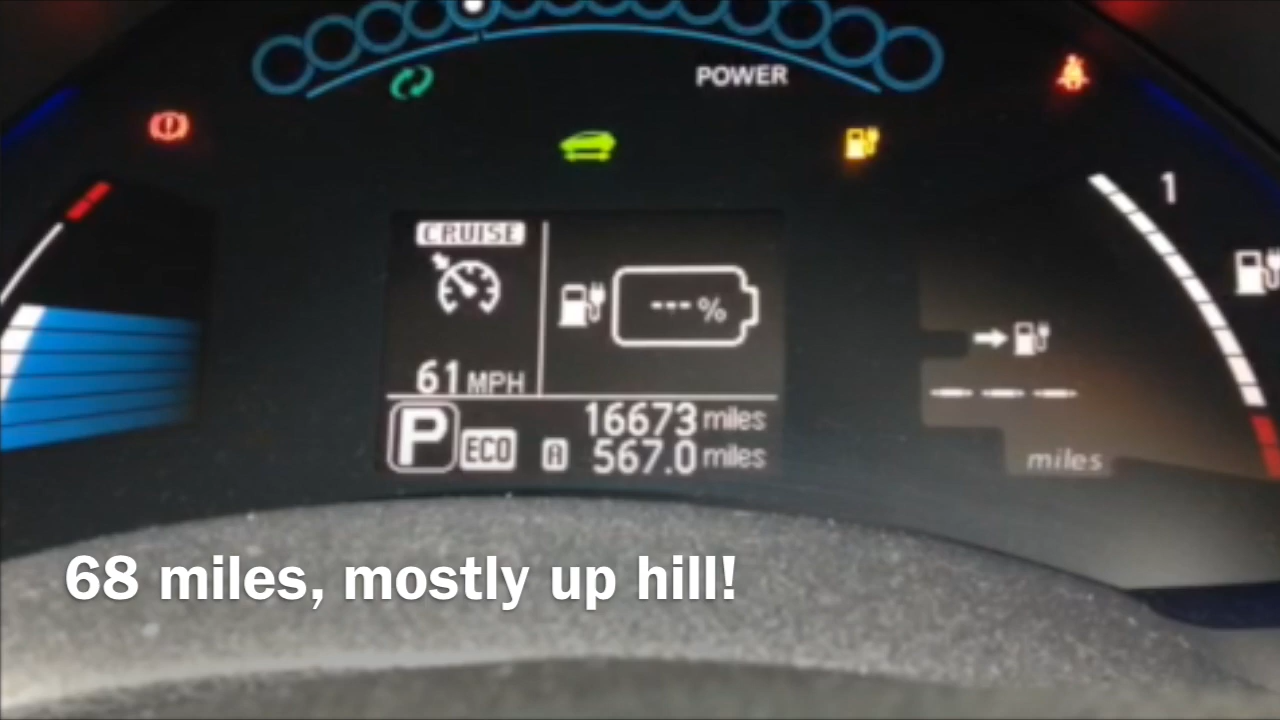 POWER
1
CRUISE
--- %
61 MPH
16673 miles
P ECO A 567.0 miles
--- 
miles
68 miles, mostly up hill!